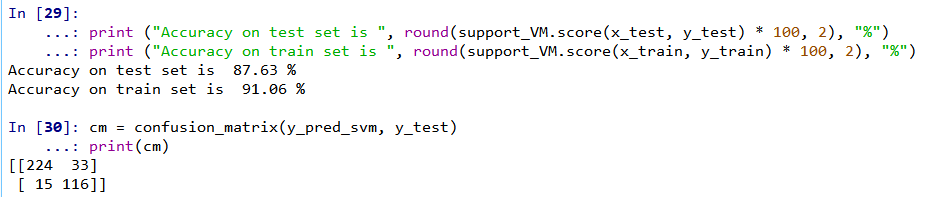 In [29]:
    ...: print ("Accuracy on test set is ", round(support_VM.score(x_test, y_test) * 100, 2), "%")
    ...: print ("Accuracy on train set is ", round(support_VM.score(x_train, y_train) * 100, 2), "%")
Accuracy on test set is  87.63 %
Accuracy on train set is  91.06 %
In [30]: cm = confusion_matrix(y_pred_svm, y_test)
    ...: print(cm)
[[224  33]
 [ 15 116]]